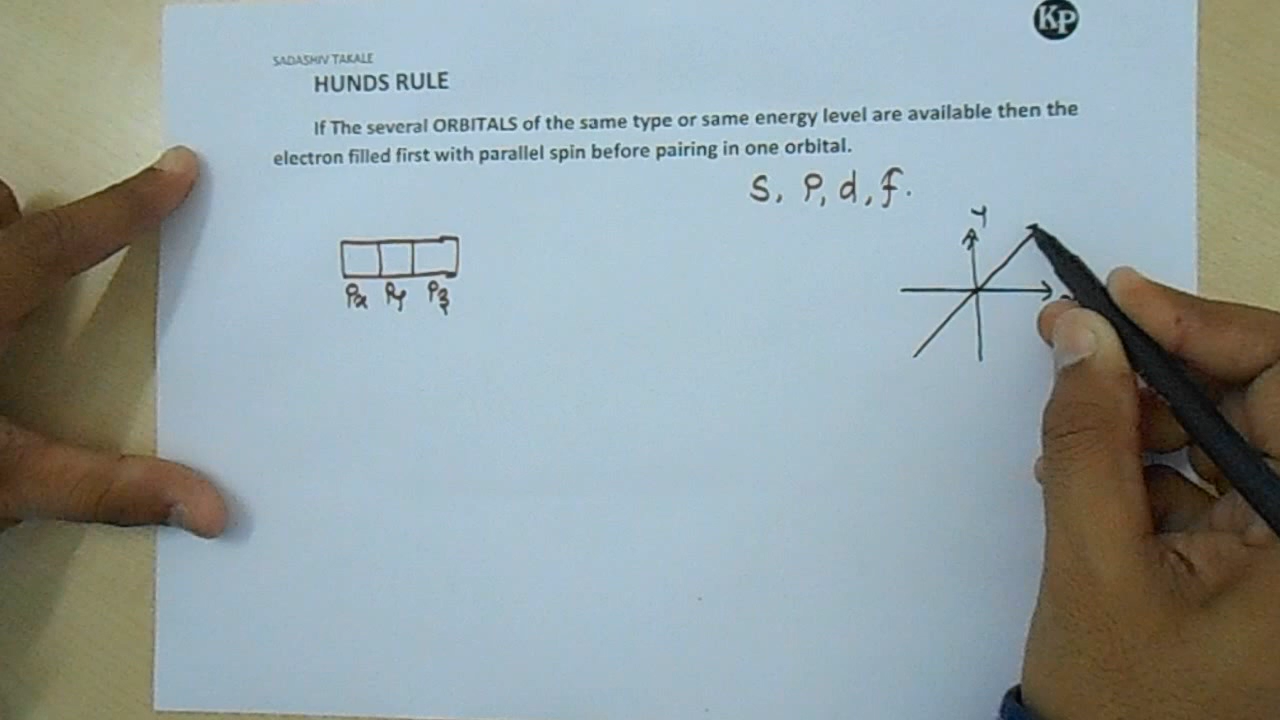 KP
SADASHIV TAKALE
HUNDS RULE
If The several ORBITALS of the same type or same energy level are available then the
electron filled first with parallel spin before pairing in one orbital.
S, P, d, f.
Y
Px Py Pz